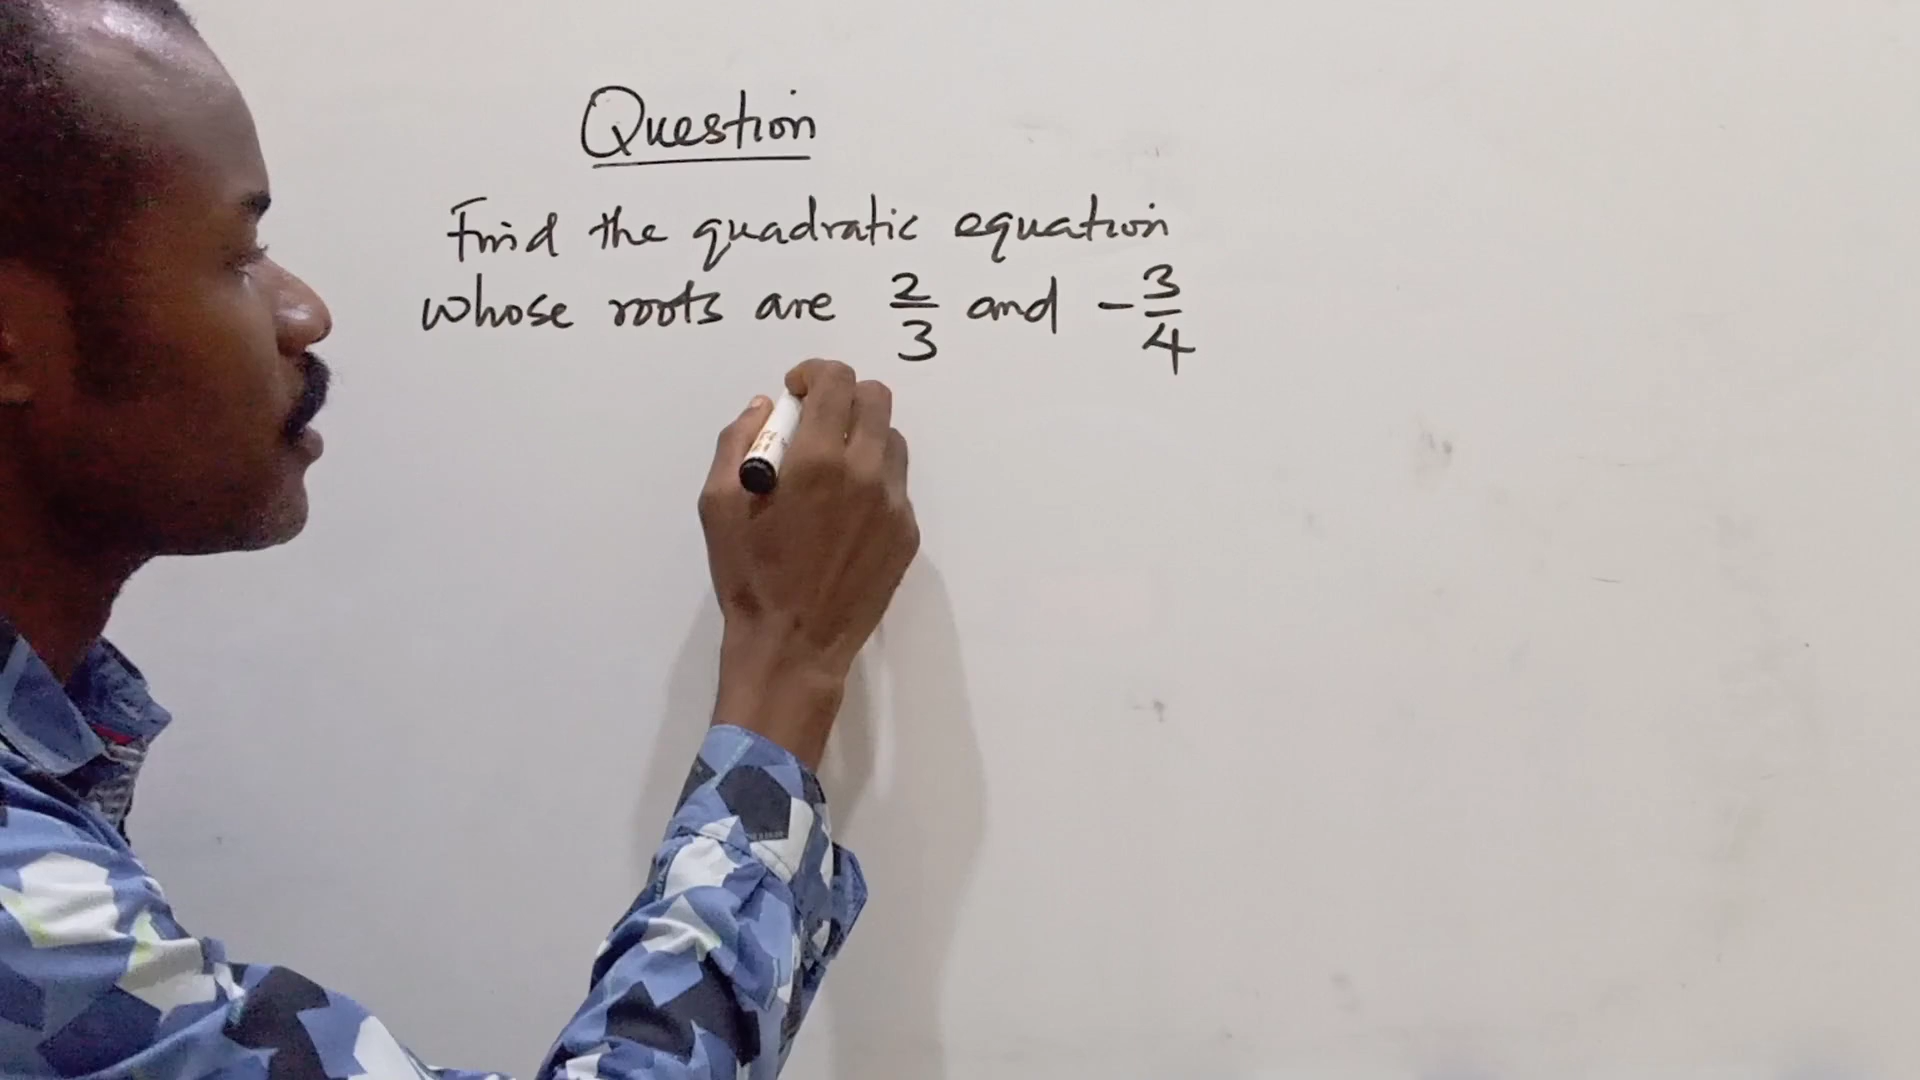 Question
Find the quadratic equation
whose roots are 2/3 and -3/4